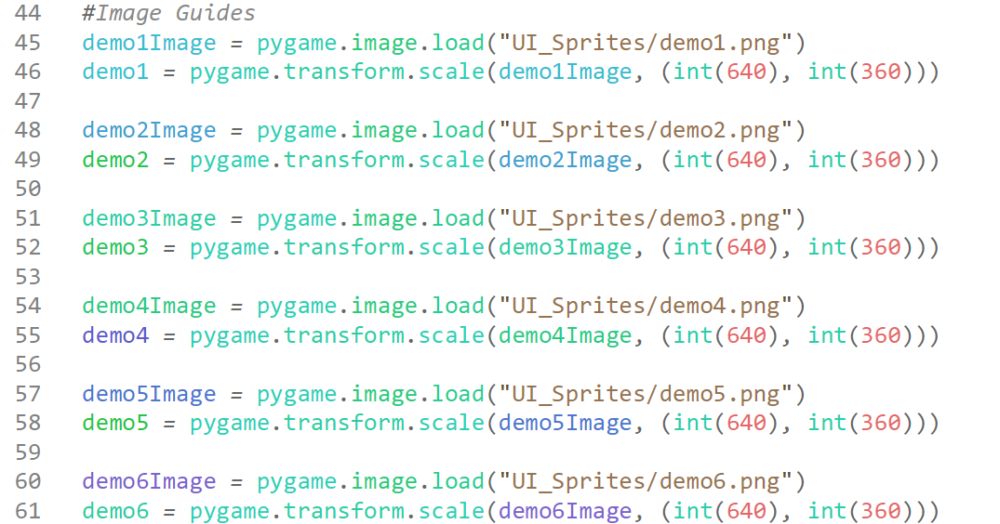 44 #Image Guides
45 demo1Image = pygame.image.load("UI_Sprites/demo1.png")
46 demo1 = pygame.transform.scale(demo1Image, (int(640), int(360)))
47
48 demo2Image = pygame.image.load("UI_Sprites/demo2.png")
49 demo2 = pygame.transform.scale(demo2Image, (int(640), int(360)))
50
51 demo3Image = pygame.image.load("UI_Sprites/demo3.png")
52 demo3 = pygame.transform.scale(demo3Image, (int(640), int(360)))
53
54 demo4Image = pygame.image.load("UI_Sprites/demo4.png")
55 demo4 = pygame.transform.scale(demo4Image, (int(640), int(360)))
56
57 demo5Image = pygame.image.load("UI_Sprites/demo5.png")
58 demo5 = pygame.transform.scale(demo5Image, (int(640), int(360)))
59
60 demo6Image = pygame.image.load("UI_Sprites/demo6.png")
61 demo6 = pygame.transform.scale(demo6Image, (int(640), int(360)))